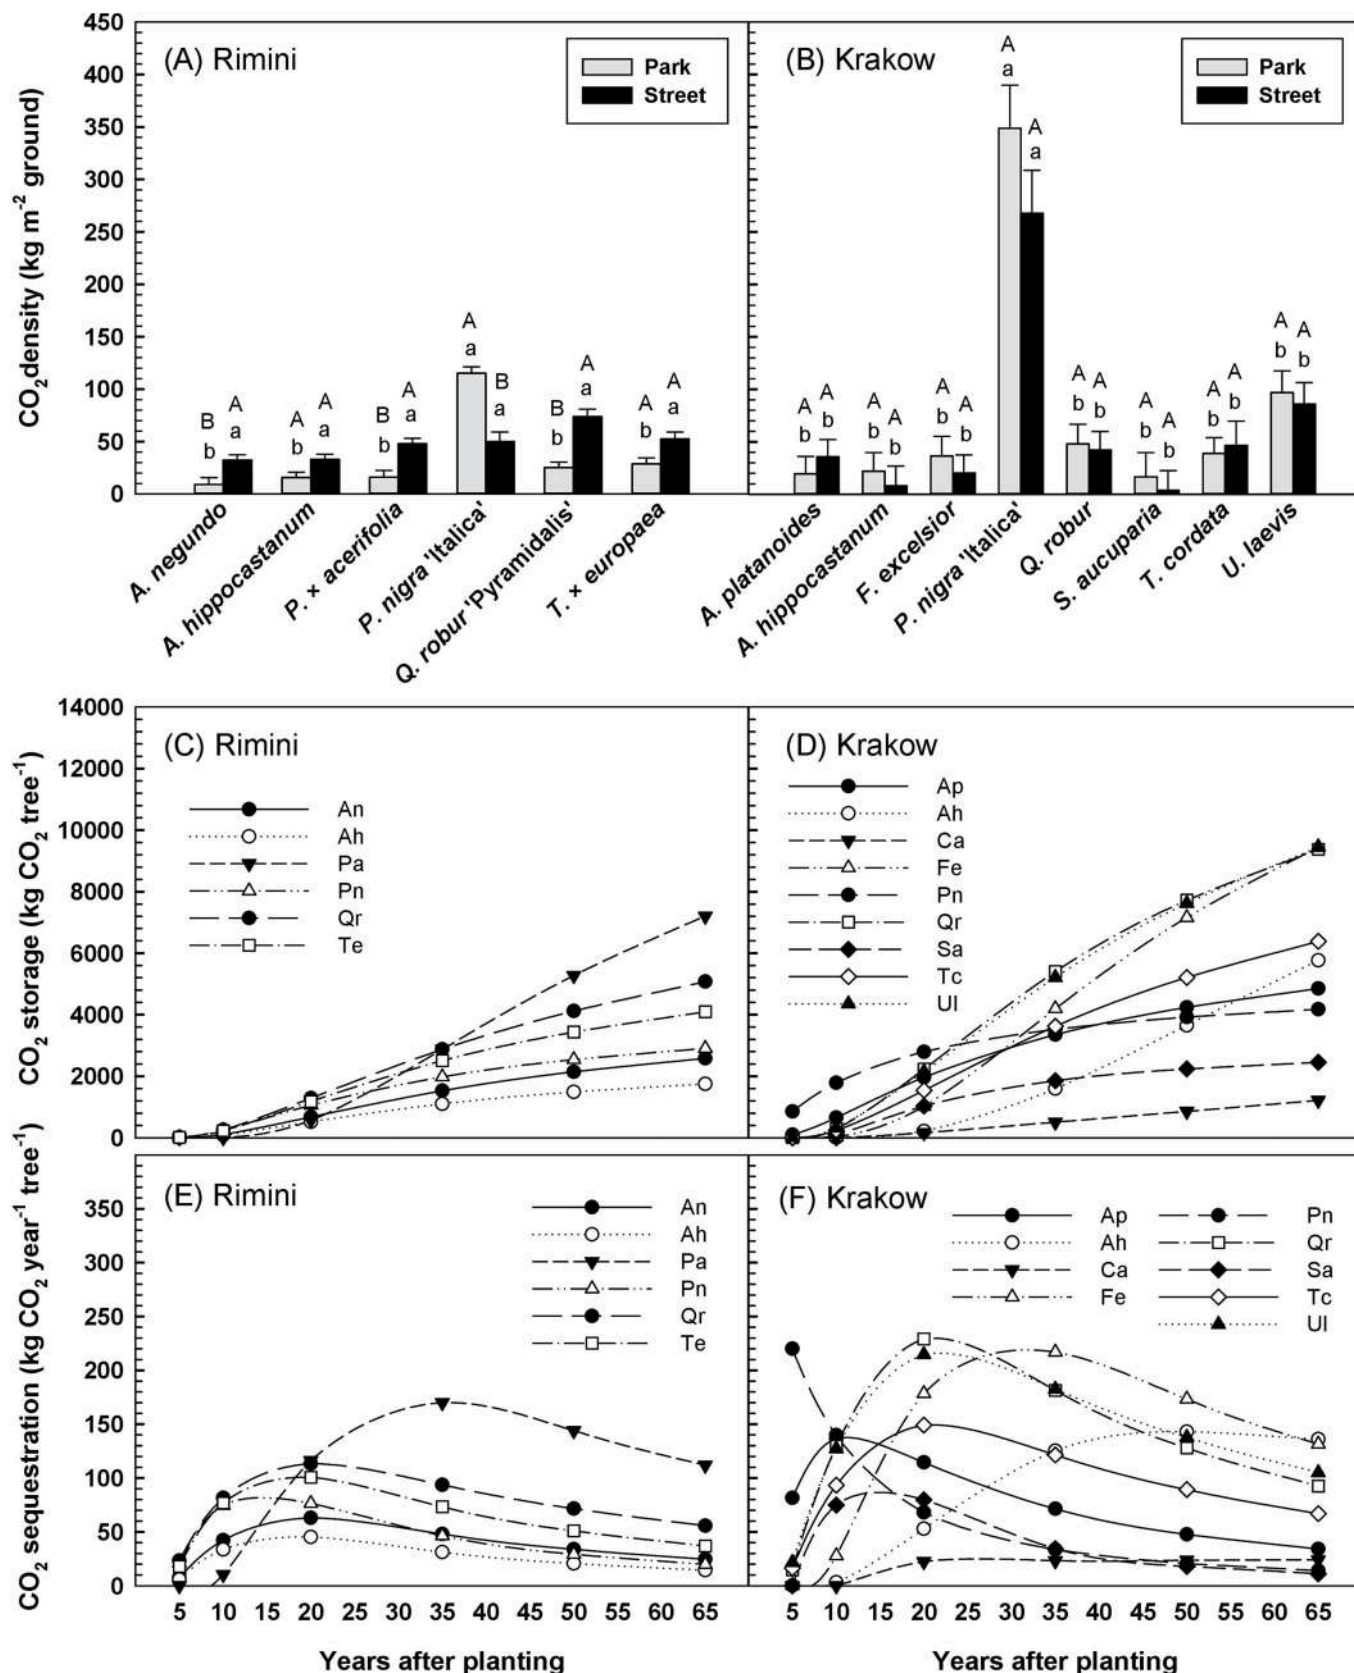 CO2 density (kg m-2 ground)
450
400
350
300
250
200
150
100
50
0
(A) Rimini
Park
Street
B b
A a
A b
A a
B b
A a
A a
B a
B b
A a
A b
A a
A. negundo
A. hippocastanum
P. × acerifolia
P. nigra 'Italica'
Q. robur 'Pyramidalis'
T. × europaea
(B) Krakow
Park
Street
A b
A b
A b
A b
A b
A b
A a
A a
A b
A b
A b
A b
A b
A b
A b
A b
A. platanoides
A. hippocastanum
F. excelsior
P. nigra 'Italica'
Q. robur
S. aucuparia
T. cordata
U. laevis
CO2 storage (kg CO2 tree-1)
14000
12000
10000
8000
6000
4000
2000
0
(C) Rimini
An
Ah
Pa
Pn
Qr
Te
(D) Krakow
Ap
Ah
Ca
Fe
Pn
Qr
Sa
Tc
Ul
CO2 sequestration (kg CO2 year-1 tree-1)
350
300
250
200
150
100
50
0
(E) Rimini
An
Ah
Pa
Pn
Qr
Te
5 10 15 20 25 30 35 40 45 50 55 60 65
Years after planting
(F) Krakow
Ap
Ah
Ca
Fe
Pn
Qr
Sa
Tc
Ul
5 10 15 20 25 30 35 40 45 50 55 60 65
Years after planting